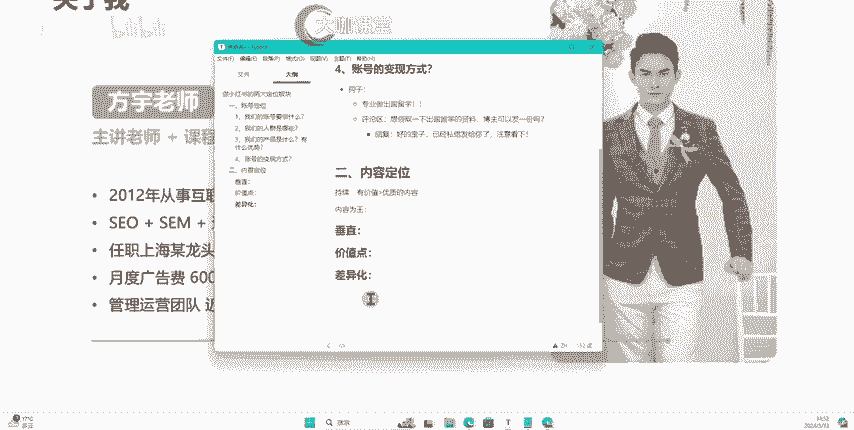 关于我
大咖课堂
方宇老师
主讲老师 + 课程
• 2012年从事互联
• SEO + SEM +
• 任职上海某龙头
• 月度广告费 600
• 管理运营团队 近
文件(F) 编辑(E) 段落(P) 格式(O) 视图(V) 主题(T) 帮助(H)
文件 大纲
做小红书的两大定位板块
一、账号定位
1、我们的账号要做什么？
2、我们的人群是哪些？
3、我们的产品是什么？有什么优势？
4、账号的变现方式？
二、内容定位
垂直：
价值点：
差异化：
4、账号的变现方式？
• 例子：
专业做出国留学！！
评论区：想领取一下出国留学的资料，博主可以发一份吗？
回复：好的宝子，已经私信发给你了，注意看下！
二、内容定位
持续 有价值>优质的内容
内容为王：
垂直：
价值点：
差异化：